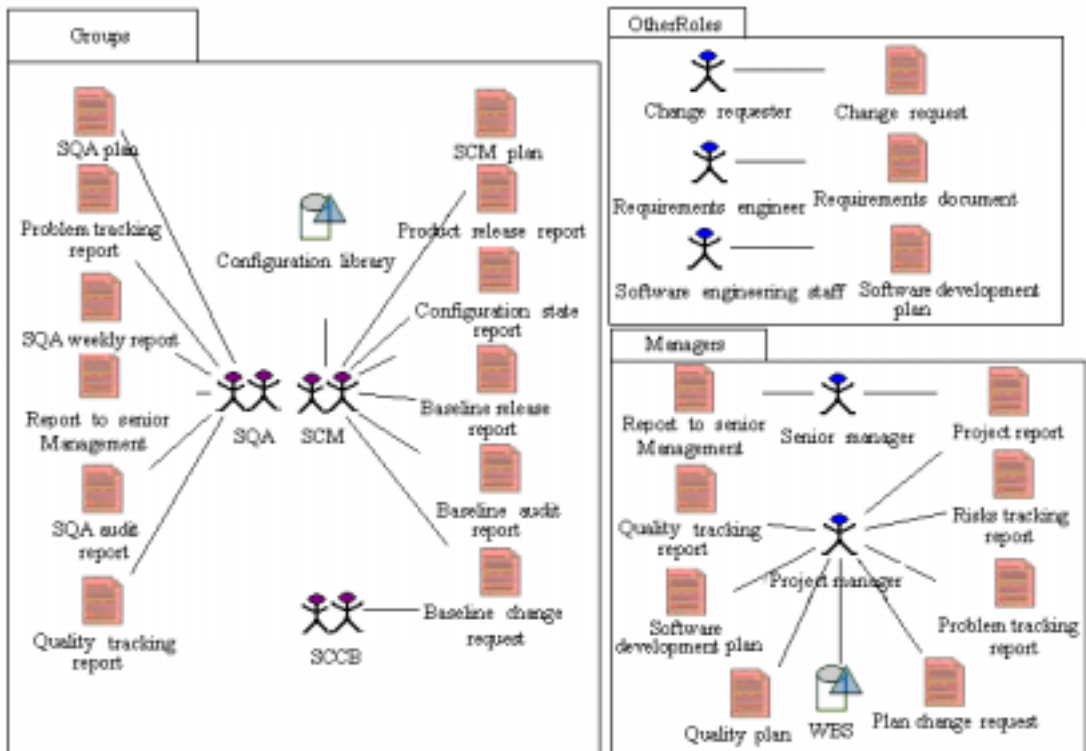 Groups
SQA plan
Problem tracking
report
SQA weekly report
Report to senior
Management
SQA audit
report
Quality tracking
report
Configuration library
SQA
SCM
SCCB
SCM plan
Product release report
Configuration state
report
Baseline release
report
Baseline audit
report
Baseline change
request
OtherRoles
Change requester
Change request
Requirements engineer
Requirements document
Software engineering staff
Software development
plan
Managers
Report to senior
Management
Senior manager
Project report
Quality tracking
report
Project manager
Risks tracking
report
Software
development plan
Problem tracking
report
Quality plan
WBS
Plan change request